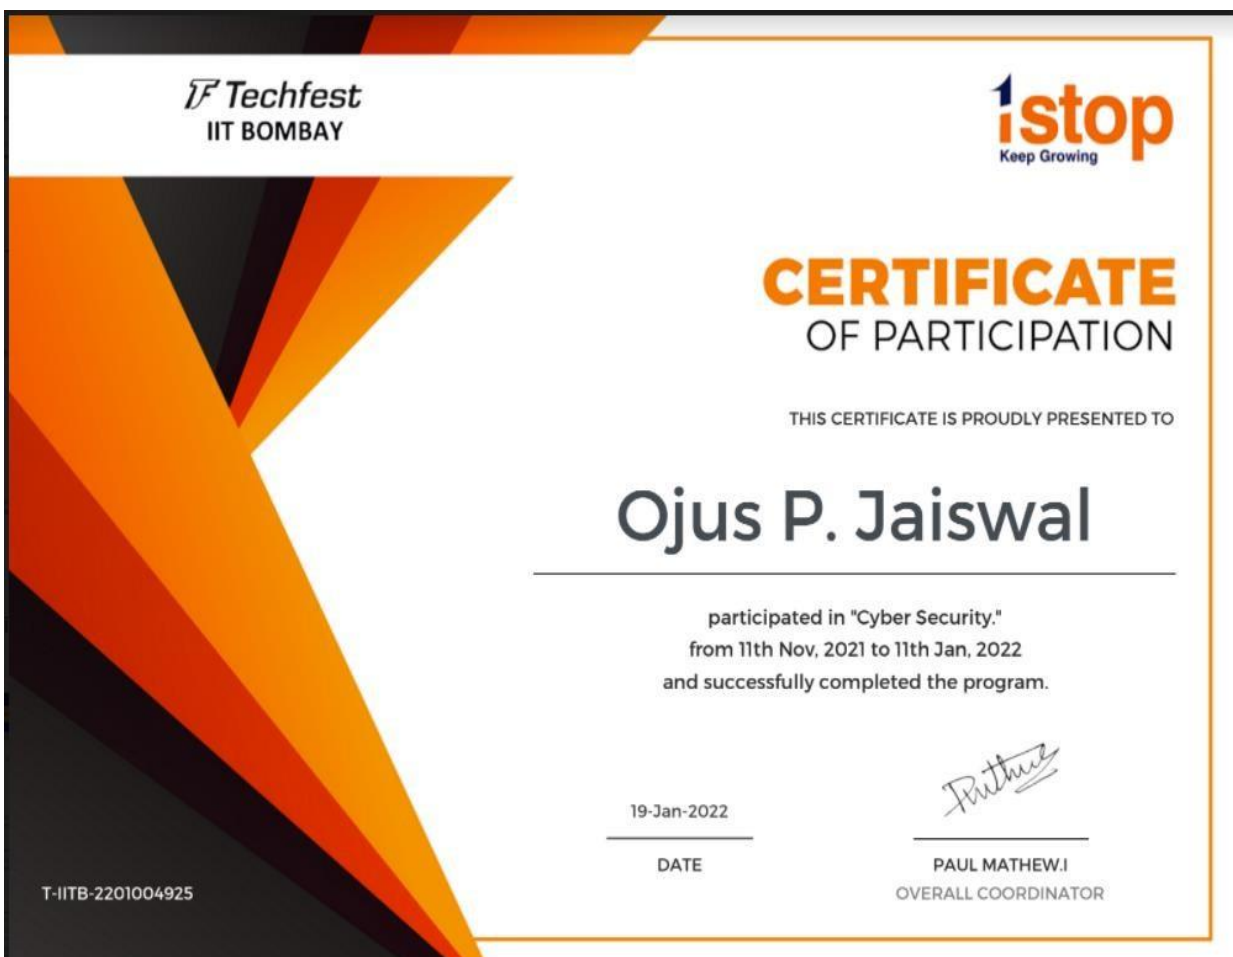 TF Techfest
IIT BOMBAY
1stop
Keep Growing
CERTIFICATE
OF PARTICIPATION
THIS CERTIFICATE IS PROUDLY PRESENTED TO
Ojus P. Jaiswal
participated in "Cyber Security."
from 11th Nov, 2021 to 11th Jan, 2022
and successfully completed the program.
19-Jan-2022
DATE
PAUL MATHEW.I
OVERALL COORDINATOR
T-IITB-2201004925